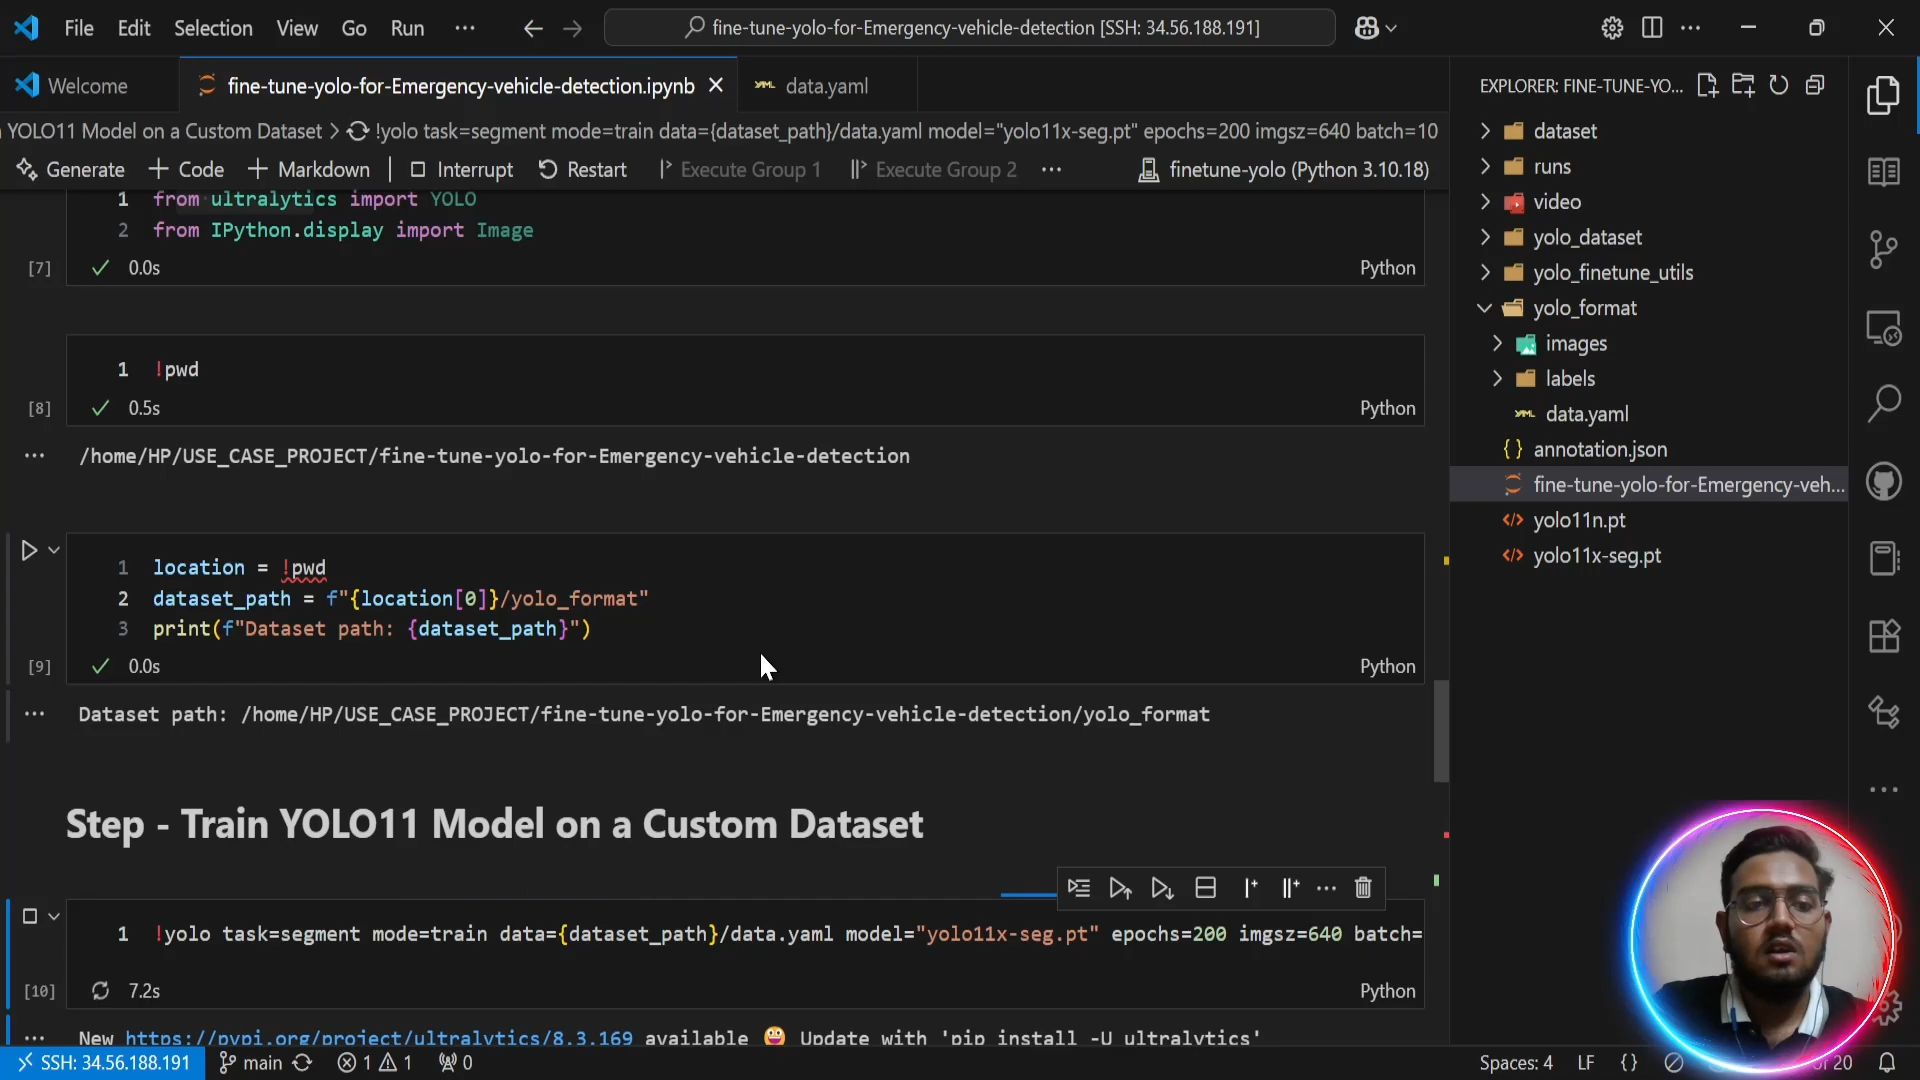 File Edit Selection View Go Run ···
fine-tune-yolo-for-Emergency-vehicle-detection [SSH: 34.56.188.191]
Welcome
fine-tune-yolo-for-Emergency-vehicle-detection.ipynb
data.yaml
YOLO11 Model on a Custom Dataset > !yolo task=segment mode=train data={dataset_path}/data.yaml model="yolo11x-seg.pt" epochs=200 imgsz=640 batch=10
Generate + Code + Markdown | Interrupt Restart Execute Group 1 Execute Group 2 ··· finetune-yolo (Python 3.10.18)
1 from ultralytics import YOLO
2 from IPython.display import Image
[7] 0.0s Python
1 !pwd
[8] 0.5s Python
/home/HP/USE_CASE_PROJECT/fine-tune-yolo-for-Emergency-vehicle-detection
1 location = !pwd
2 dataset_path = f"{location[0]}/yolo_format"
3 print(f"Dataset path: {dataset_path}")
[9] 0.0s Python
Dataset path: /home/HP/USE_CASE_PROJECT/fine-tune-yolo-for-Emergency-vehicle-detection/yolo_format
Step - Train YOLO11 Model on a Custom Dataset
1 !yolo task=segment mode=train data={dataset_path}/data.yaml model="yolo11x-seg.pt" epochs=200 imgsz=640 batch=
[10] 7.2s Python
New https://pypi.org/project/ultralytics/8.3.169 available 😃 Update with 'pip install -U ultralytics'
EXPLORER: FINE-TUNE-YO...
dataset
runs
video
yolo_dataset
yolo_finetune_utils
yolo_format
images
labels
data.yaml
annotation.json
fine-tune-yolo-for-Emergency-veh...
yolo11n.pt
yolo11x-seg.pt
SSH: 34.56.188.191 main 1 1 0
Spaces: 4 LF {} of 20